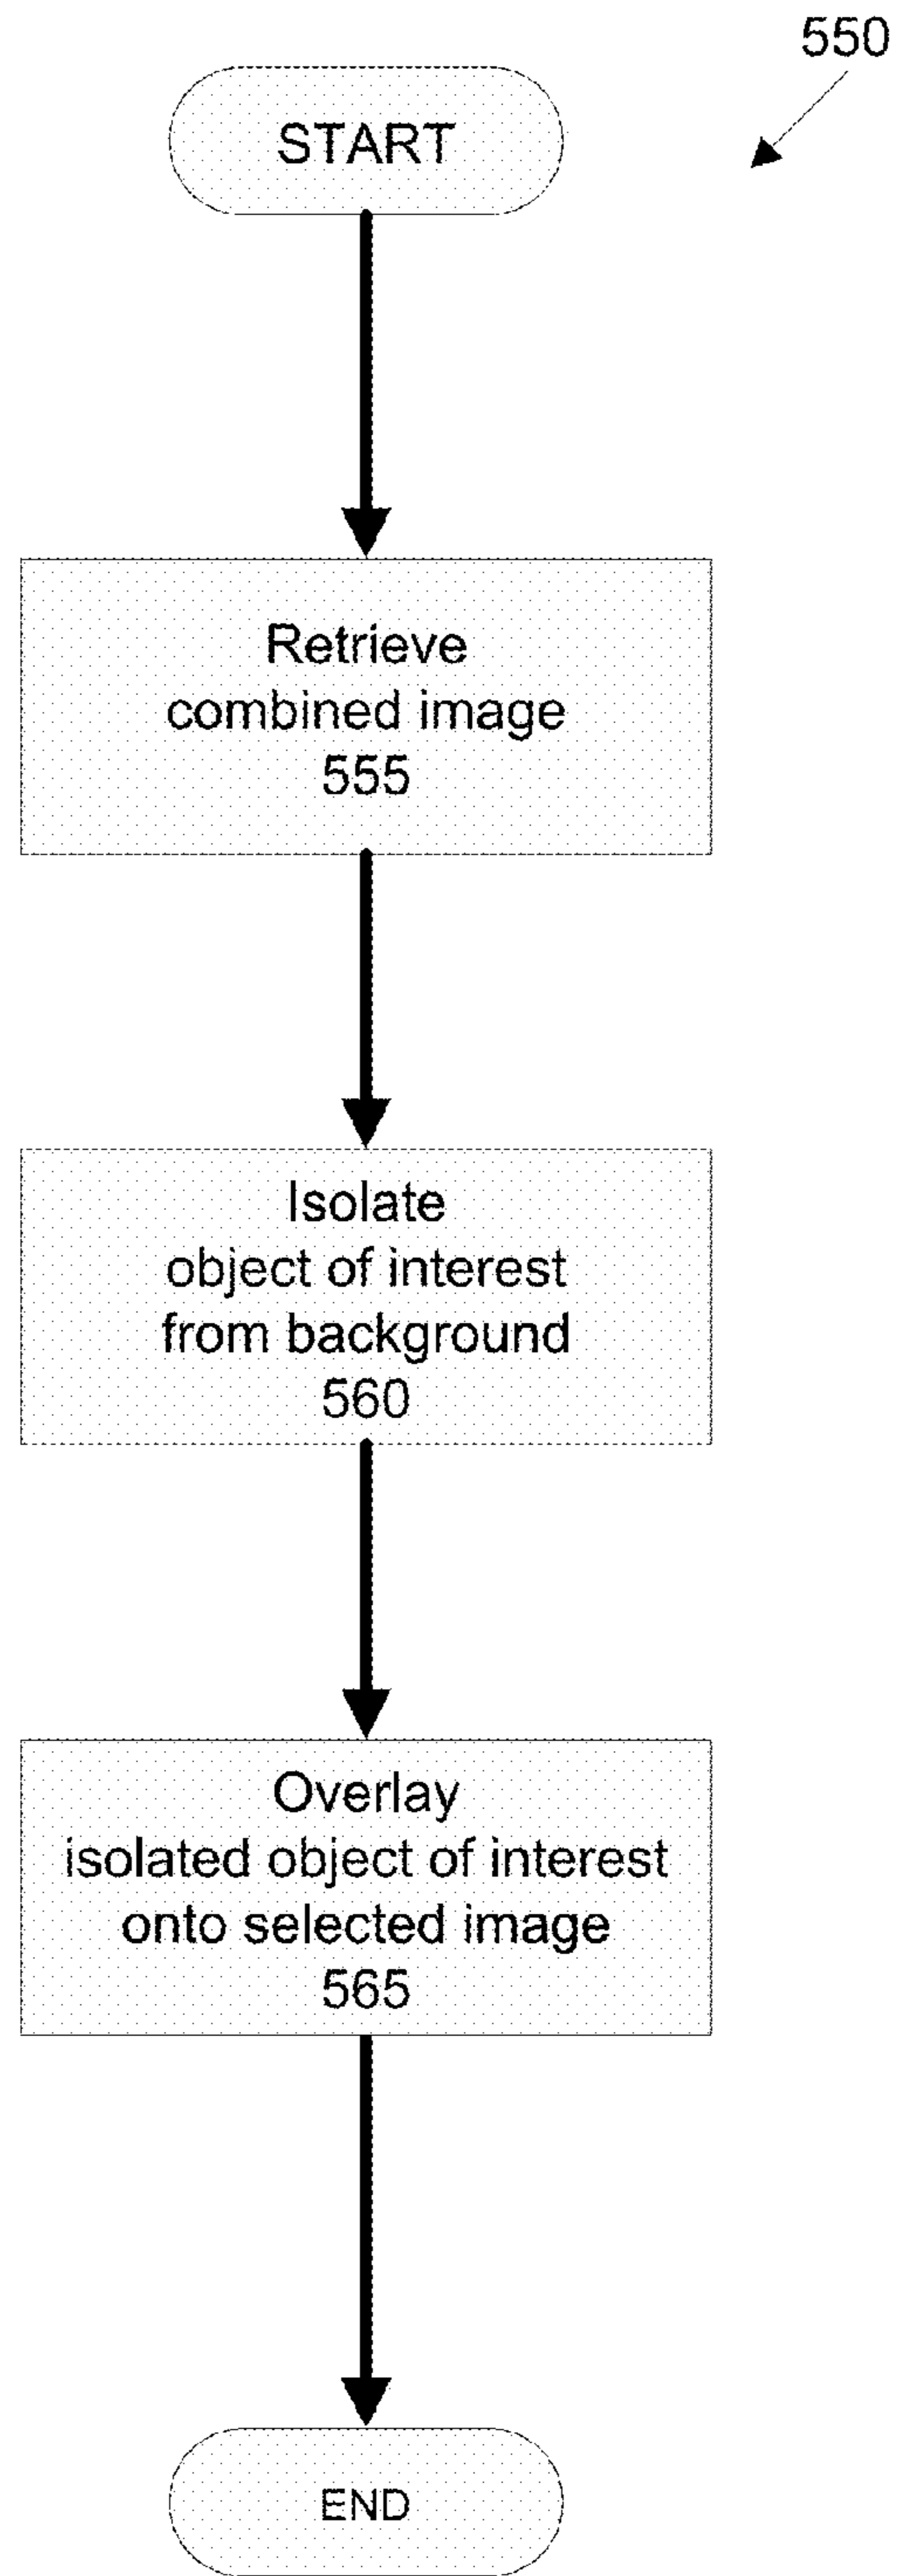 550
START
Retrieve
combined image
555
Isolate
object of interest
from background
560
Overlay
isolated object of interest
onto selected image
565
END